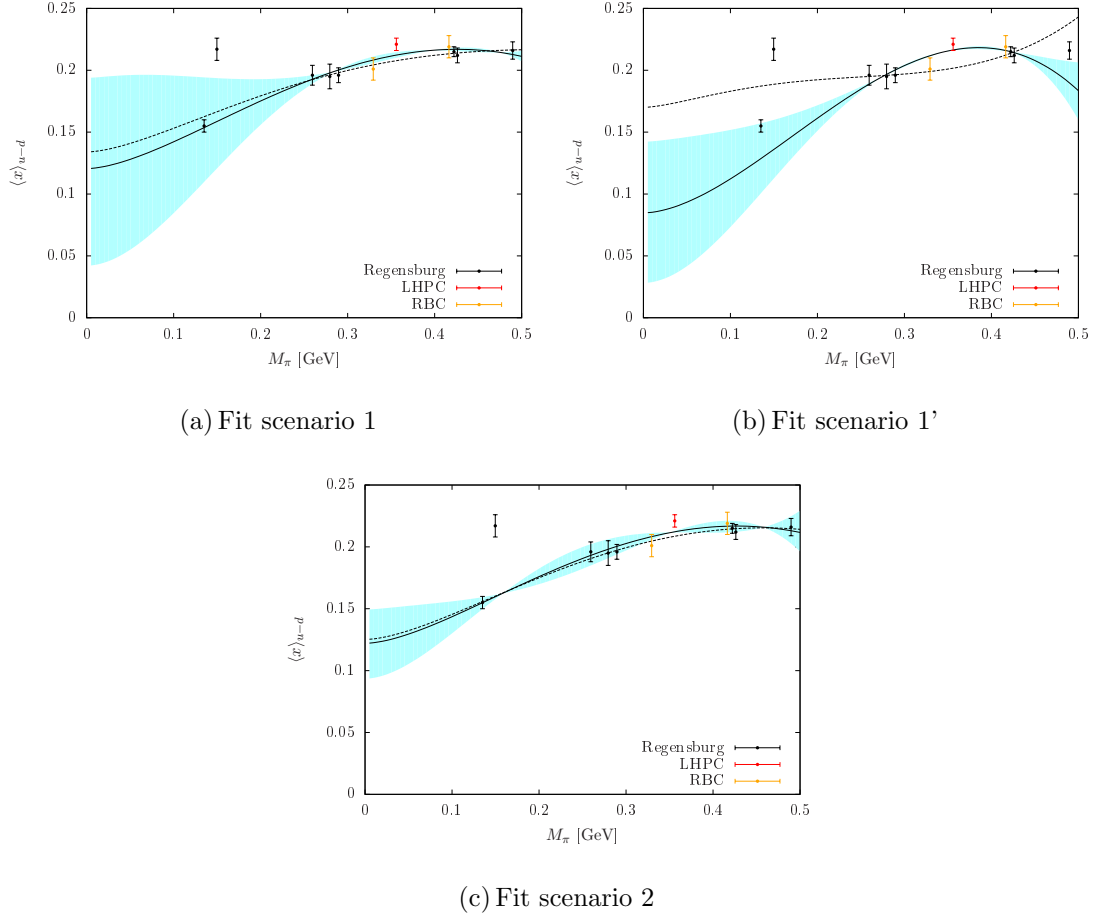 0.25
0.2
0.15
0.1
0.05
0
⟨x⟩u−d
0 0.1 0.2 0.3 0.4 0.5
Mπ [GeV]
Regensburg
LHPC
RBC
(a) Fit scenario 1
0.25
0.2
0.15
0.1
0.05
0
⟨x⟩u−d
0 0.1 0.2 0.3 0.4 0.5
Mπ [GeV]
Regensburg
LHPC
RBC
(b) Fit scenario 1'
0.25
0.2
0.15
0.1
0.05
0
⟨x⟩u−d
0 0.1 0.2 0.3 0.4 0.5
Mπ [GeV]
Regensburg
LHPC
RBC
(c) Fit scenario 2